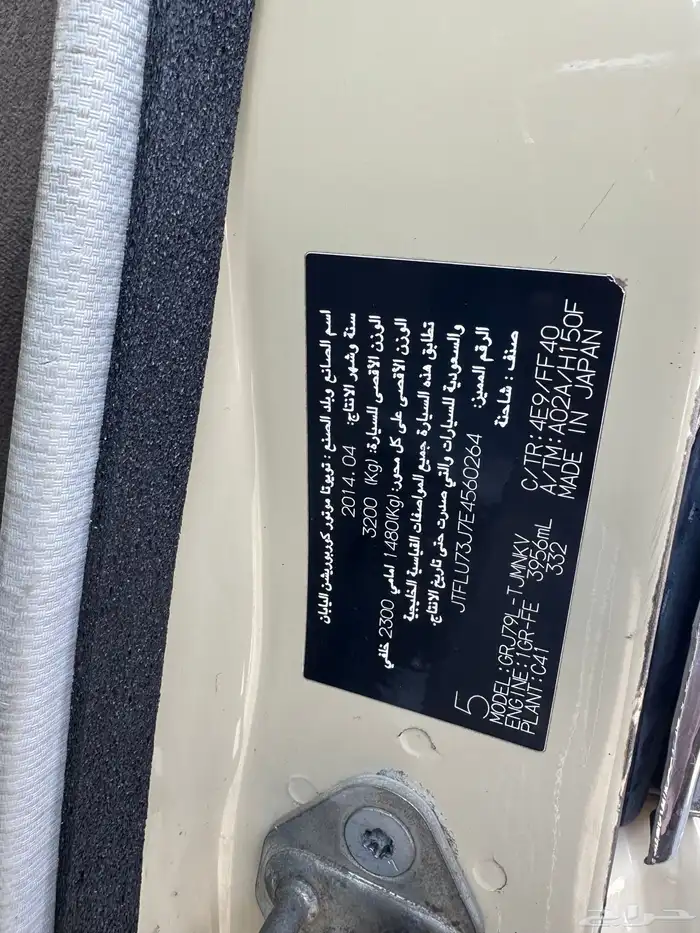 اسم الصانع وبلد الصنع : تويوتا موتور كوربوريشن اليابان
سنة وشهر الانتاج: 2014.04
الوزن الأقصى للسيارة: 3200 (Kg)
الوزن الأقصى على كل محور: (Kg)1480 امامي 2300 خلفي
تطابق هذه السيارة جميع المواصفات القياسية الخليجية
والسعودية للسيارات والتي صدرت حتى تاريخ الانتاج.
الرقم المميز: JTFLU73J7E4560264
صنف : شاحنة
5
MODEL:GRJ79L-TJMNKV C/TR:4E9/FF40
ENGINE:1GR-FE 3956mL A/TM:A02A/H150F
PLANT:C41 332 MADE IN JAPAN
حراج